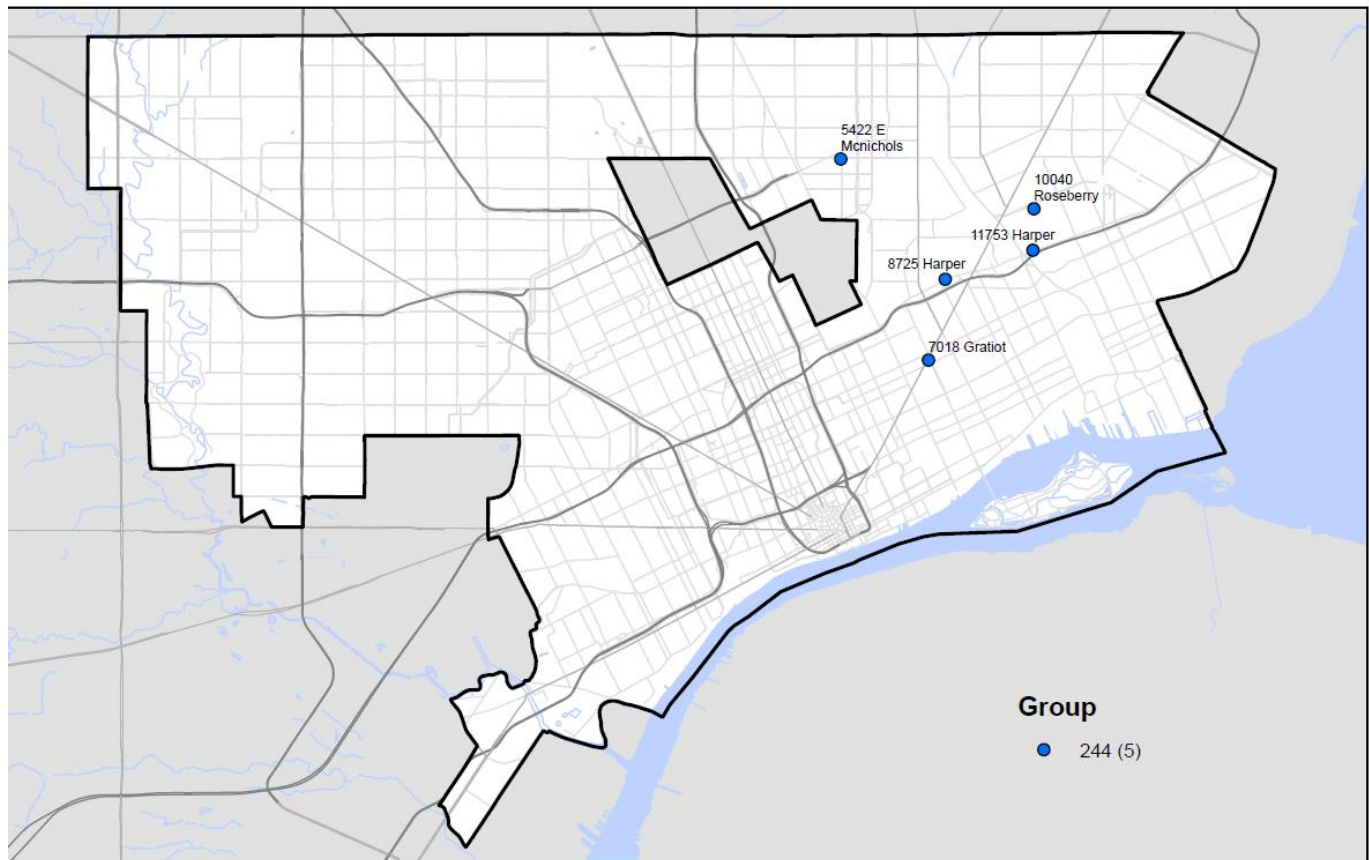 5422 E
Mcnichols
10040
Roseberry
11753 Harper
8725 Harper
7018 Gratiot
Group
244 (5)